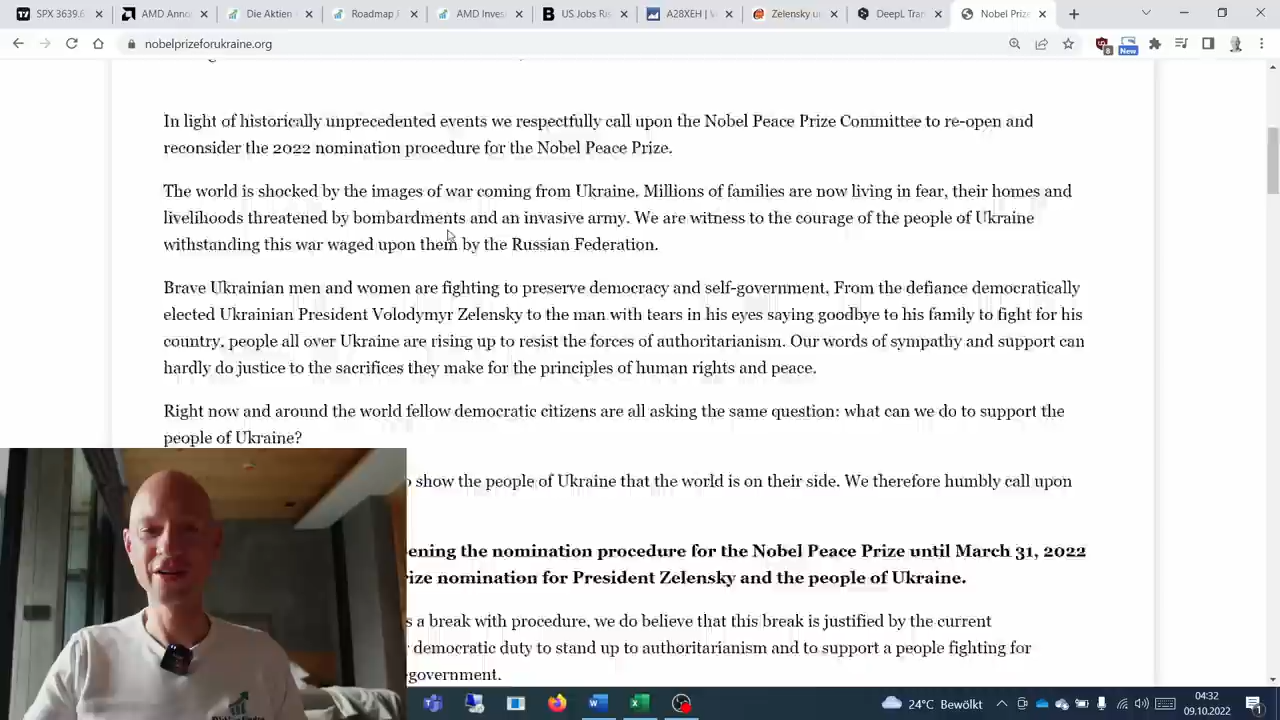 SPX 3639.6
AMD Anno
Die Aktien
Roadmap
AMD Inves
US Jobs Ris
A28XEH)
Zelensky un
DeepL Tran
Nobel Prize
nobelprizeforukraine.org
8
New
In light of historically unprecedented events we respectfully call upon the Nobel Peace Prize Committee to re-open and
reconsider the 2022 nomination procedure for the Nobel Peace Prize.
The world is shocked by the images of war coming from Ukraine. Millions of families are now living in fear, their homes and
livelihoods threatened by bombardments and an invasive army. We are witness to the courage of the people of Ukraine
withstanding this war waged upon them by the Russian Federation.
Brave Ukrainian men and women are fighting to preserve democracy and self-government. From the defiance democratically
elected Ukrainian President Volodymyr Zelensky to the man with tears in his eyes saying goodbye to his family to fight for his
country, people all over Ukraine are rising up to resist the forces of authoritarianism. Our words of sympathy and support can
hardly do justice to the sacrifices they make for the principles of human rights and peace.
Right now and around the world fellow democratic citizens are all asking the same question: what can we do to support the
people of Ukraine?
show the people of Ukraine that the world is on their side. We therefore humbly call upon
ening the nomination procedure for the Nobel Peace Prize until March 31, 2022
ize nomination for President Zelensky and the people of Ukraine.
s a break with procedure, we do believe that this break is justified by the current
democratic duty to stand up to authoritarianism and to support a people fighting for
government.
24°C Bewölkt
04:32
09.10.2022